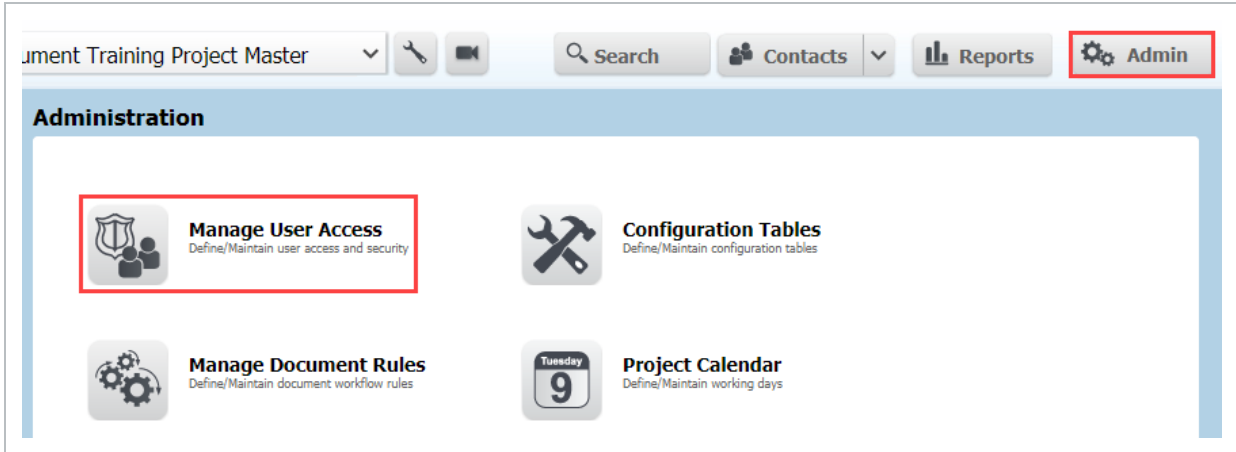 ument Training Project Master
Search
Contacts
Reports
Admin
Administration
Manage User Access
Define/Maintain user access and security
Configuration Tables
Define/Maintain configuration tables
Manage Document Rules
Define/Maintain document workflow rules
Tuesday
9
Project Calendar
Define/Maintain working days